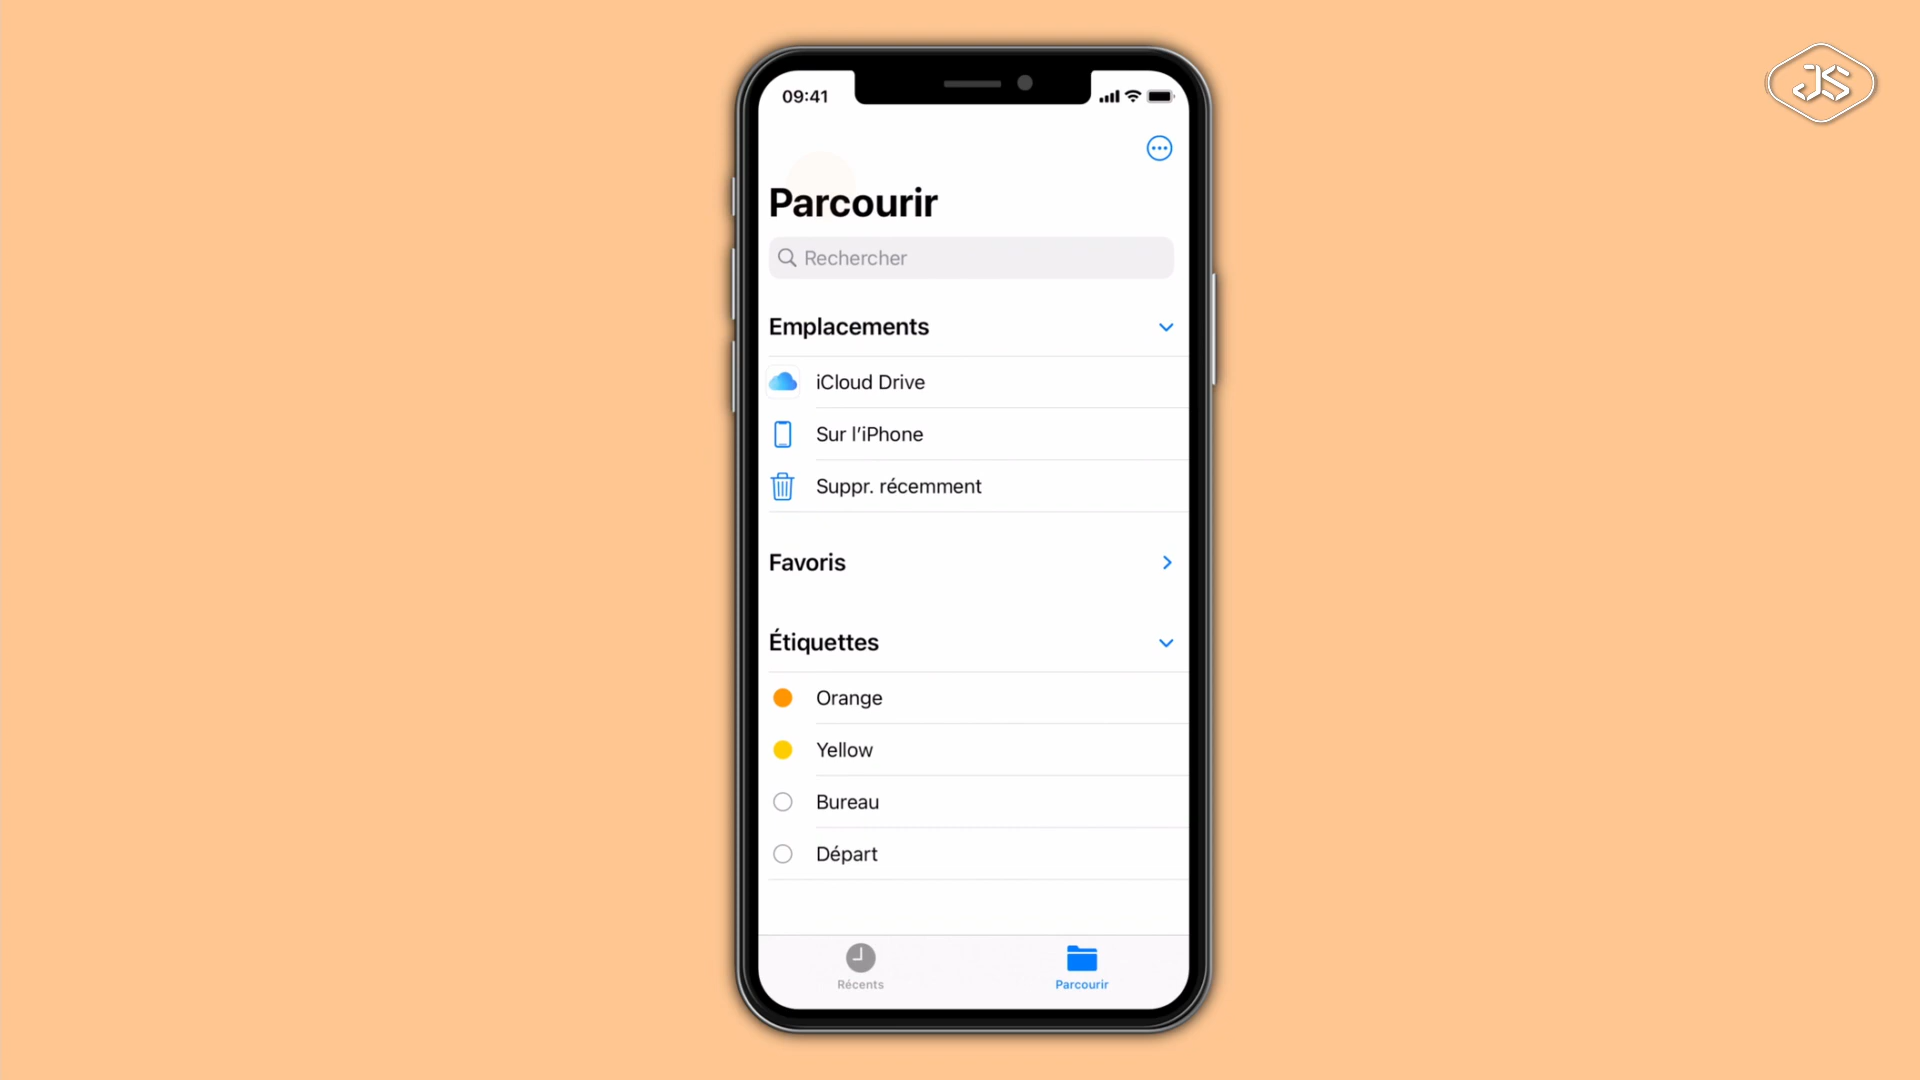 JS
09:41
Parcourir
Rechercher
Emplacements
iCloud Drive
Sur l’iPhone
Suppr. récemment
Favoris
Étiquettes
Orange
Yellow
Bureau
Départ
Récents
Parcourir